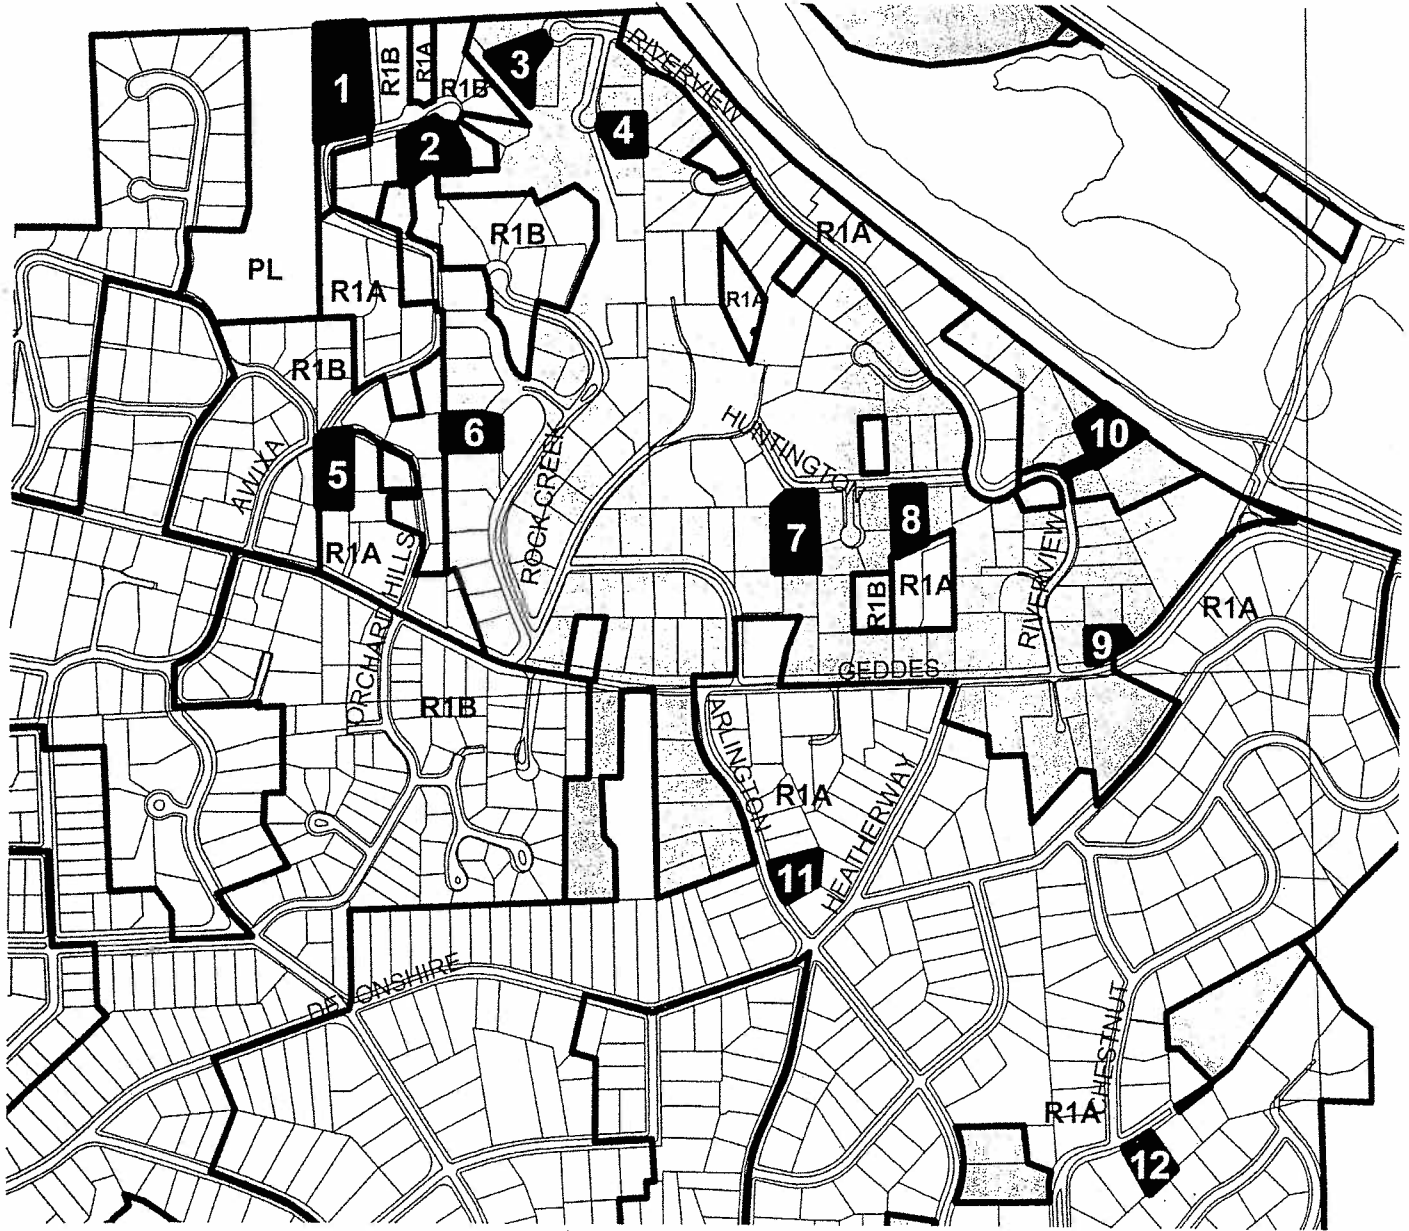 1
R1B
R1A
R1B
3
RIVERVIEW
4
2
R1B
R1A
PL
R1A
R1A
R1B
HUNTINGTON
10
6
AWIXA
5
ROCK CREEK
7
8
R1A
ORCHARD HILLS
R1B
R1A
RIVERVIEW
R1A
9
GEDDES
R1B
ARLINGTON
R1A
HEATHERWAY
11
DEVONSHIRE
CHESTNUT
R1A
12